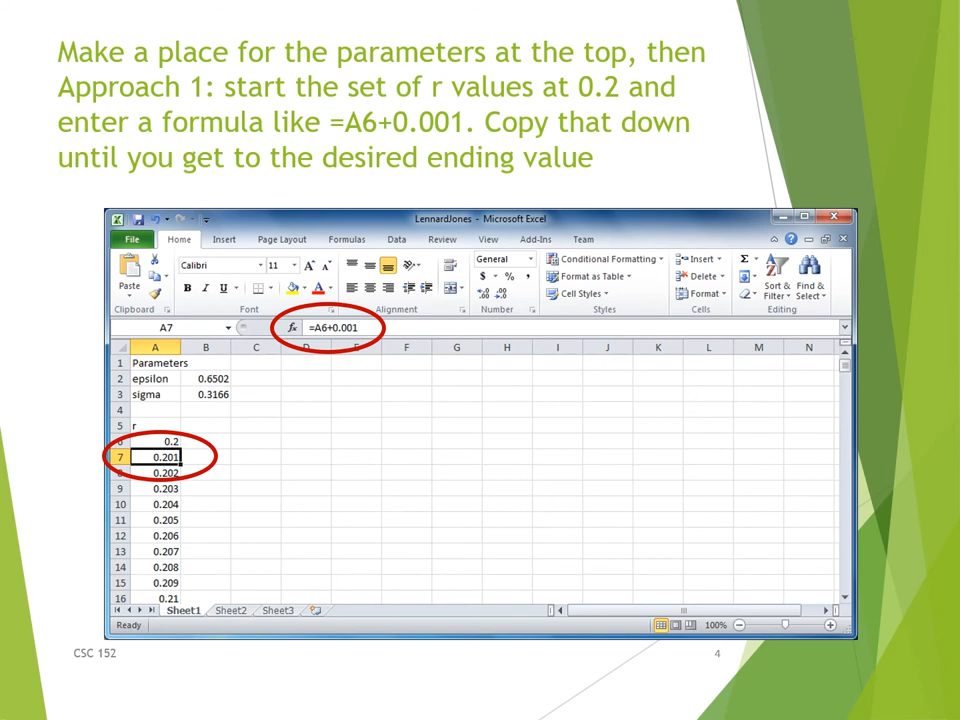 Make a place for the parameters at the top, then
Approach 1: start the set of r values at 0.2 and
enter a formula like =A6+0.001. Copy that down
until you get to the desired ending value
LennardJones - Microsoft Excel
File Home Insert Page Layout Formulas Data Review View Add-Ins Team
Calibri 11 A A General Conditional Formatting Insert Σ
Paste B I U A $ % , Format as Table Delete Sort & Find &
Cell Styles Format Filter Select
Clipboard Font Alignment Number Styles Cells Editing
A7 fx =A6+0.001
A B C D E F G H I J K L M N
1 Parameters
2 epsilon 0.6502
3 sigma 0.3166
4
5 r
6 0.2
7 0.201
8 0.202
9 0.203
10 0.204
11 0.205
12 0.206
13 0.207
14 0.208
15 0.209
16 0.21
Sheet1 Sheet2 Sheet3
Ready 100%
CSC 152 4